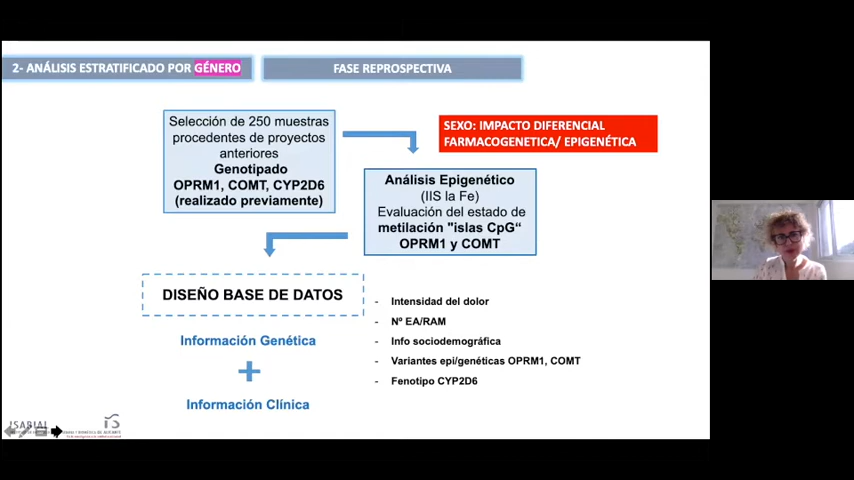 2- ANÁLISIS ESTRATIFICADO POR GÉNERO
FASE REPROSPECTIVA
Selección de 250 muestras
procedentes de proyectos
anteriores
Genotipado
OPRM1, COMT, CYP2D6
(realizado previamente)
SEXO: IMPACTO DIFERENCIAL
FARMACOGENETICA/ EPIGENÉTICA
Análisis Epigenético
(IIS la Fe)
Evaluación del estado de
metilación "islas CpG“
OPRM1 y COMT
DISEÑO BASE DE DATOS
Información Genética
+
Información Clínica
- Intensidad del dolor
- Nº EA/RAM
- Info sociodemográfica
- Variantes epi/genéticas OPRM1, COMT
- Fenotipo CYP2D6
ISABIAL